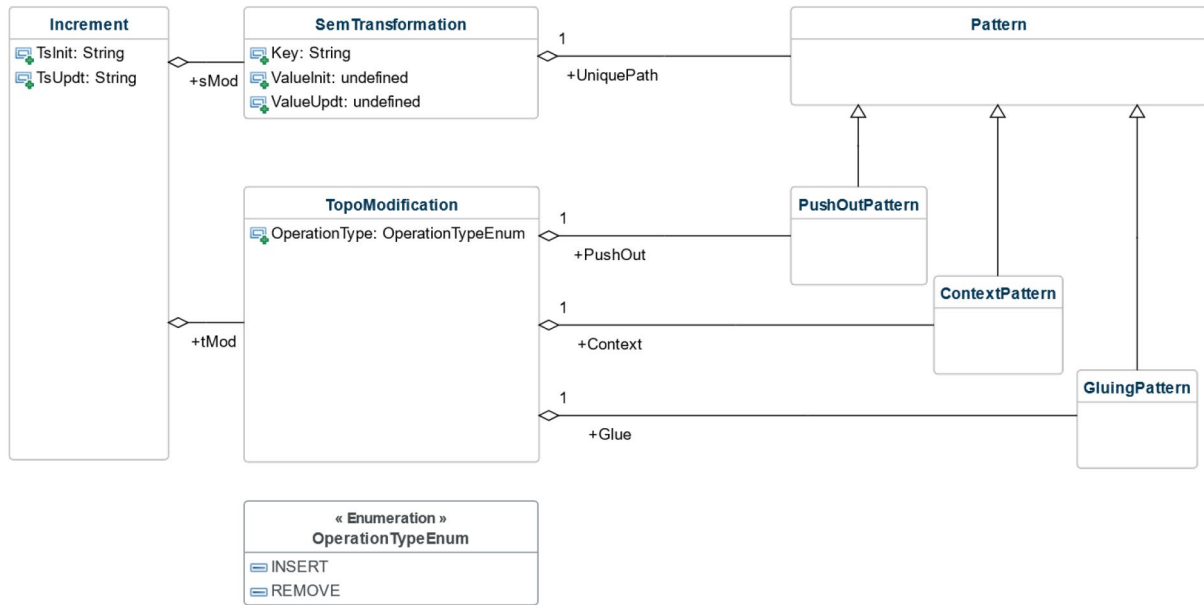 Increment
TsInit: String
TsUpdt: String
+sMod
SemTransformation
Key: String
ValueInit: undefined
ValueUpdt: undefined
1
+UniquePath
Pattern
TopoModification
OperationType: OperationTypeEnum
1
+PushOut
PushOutPattern
1
+Context
ContextPattern
+tMod
1
+Glue
GluingPattern
« Enumeration »
OperationTypeEnum
INSERT
REMOVE